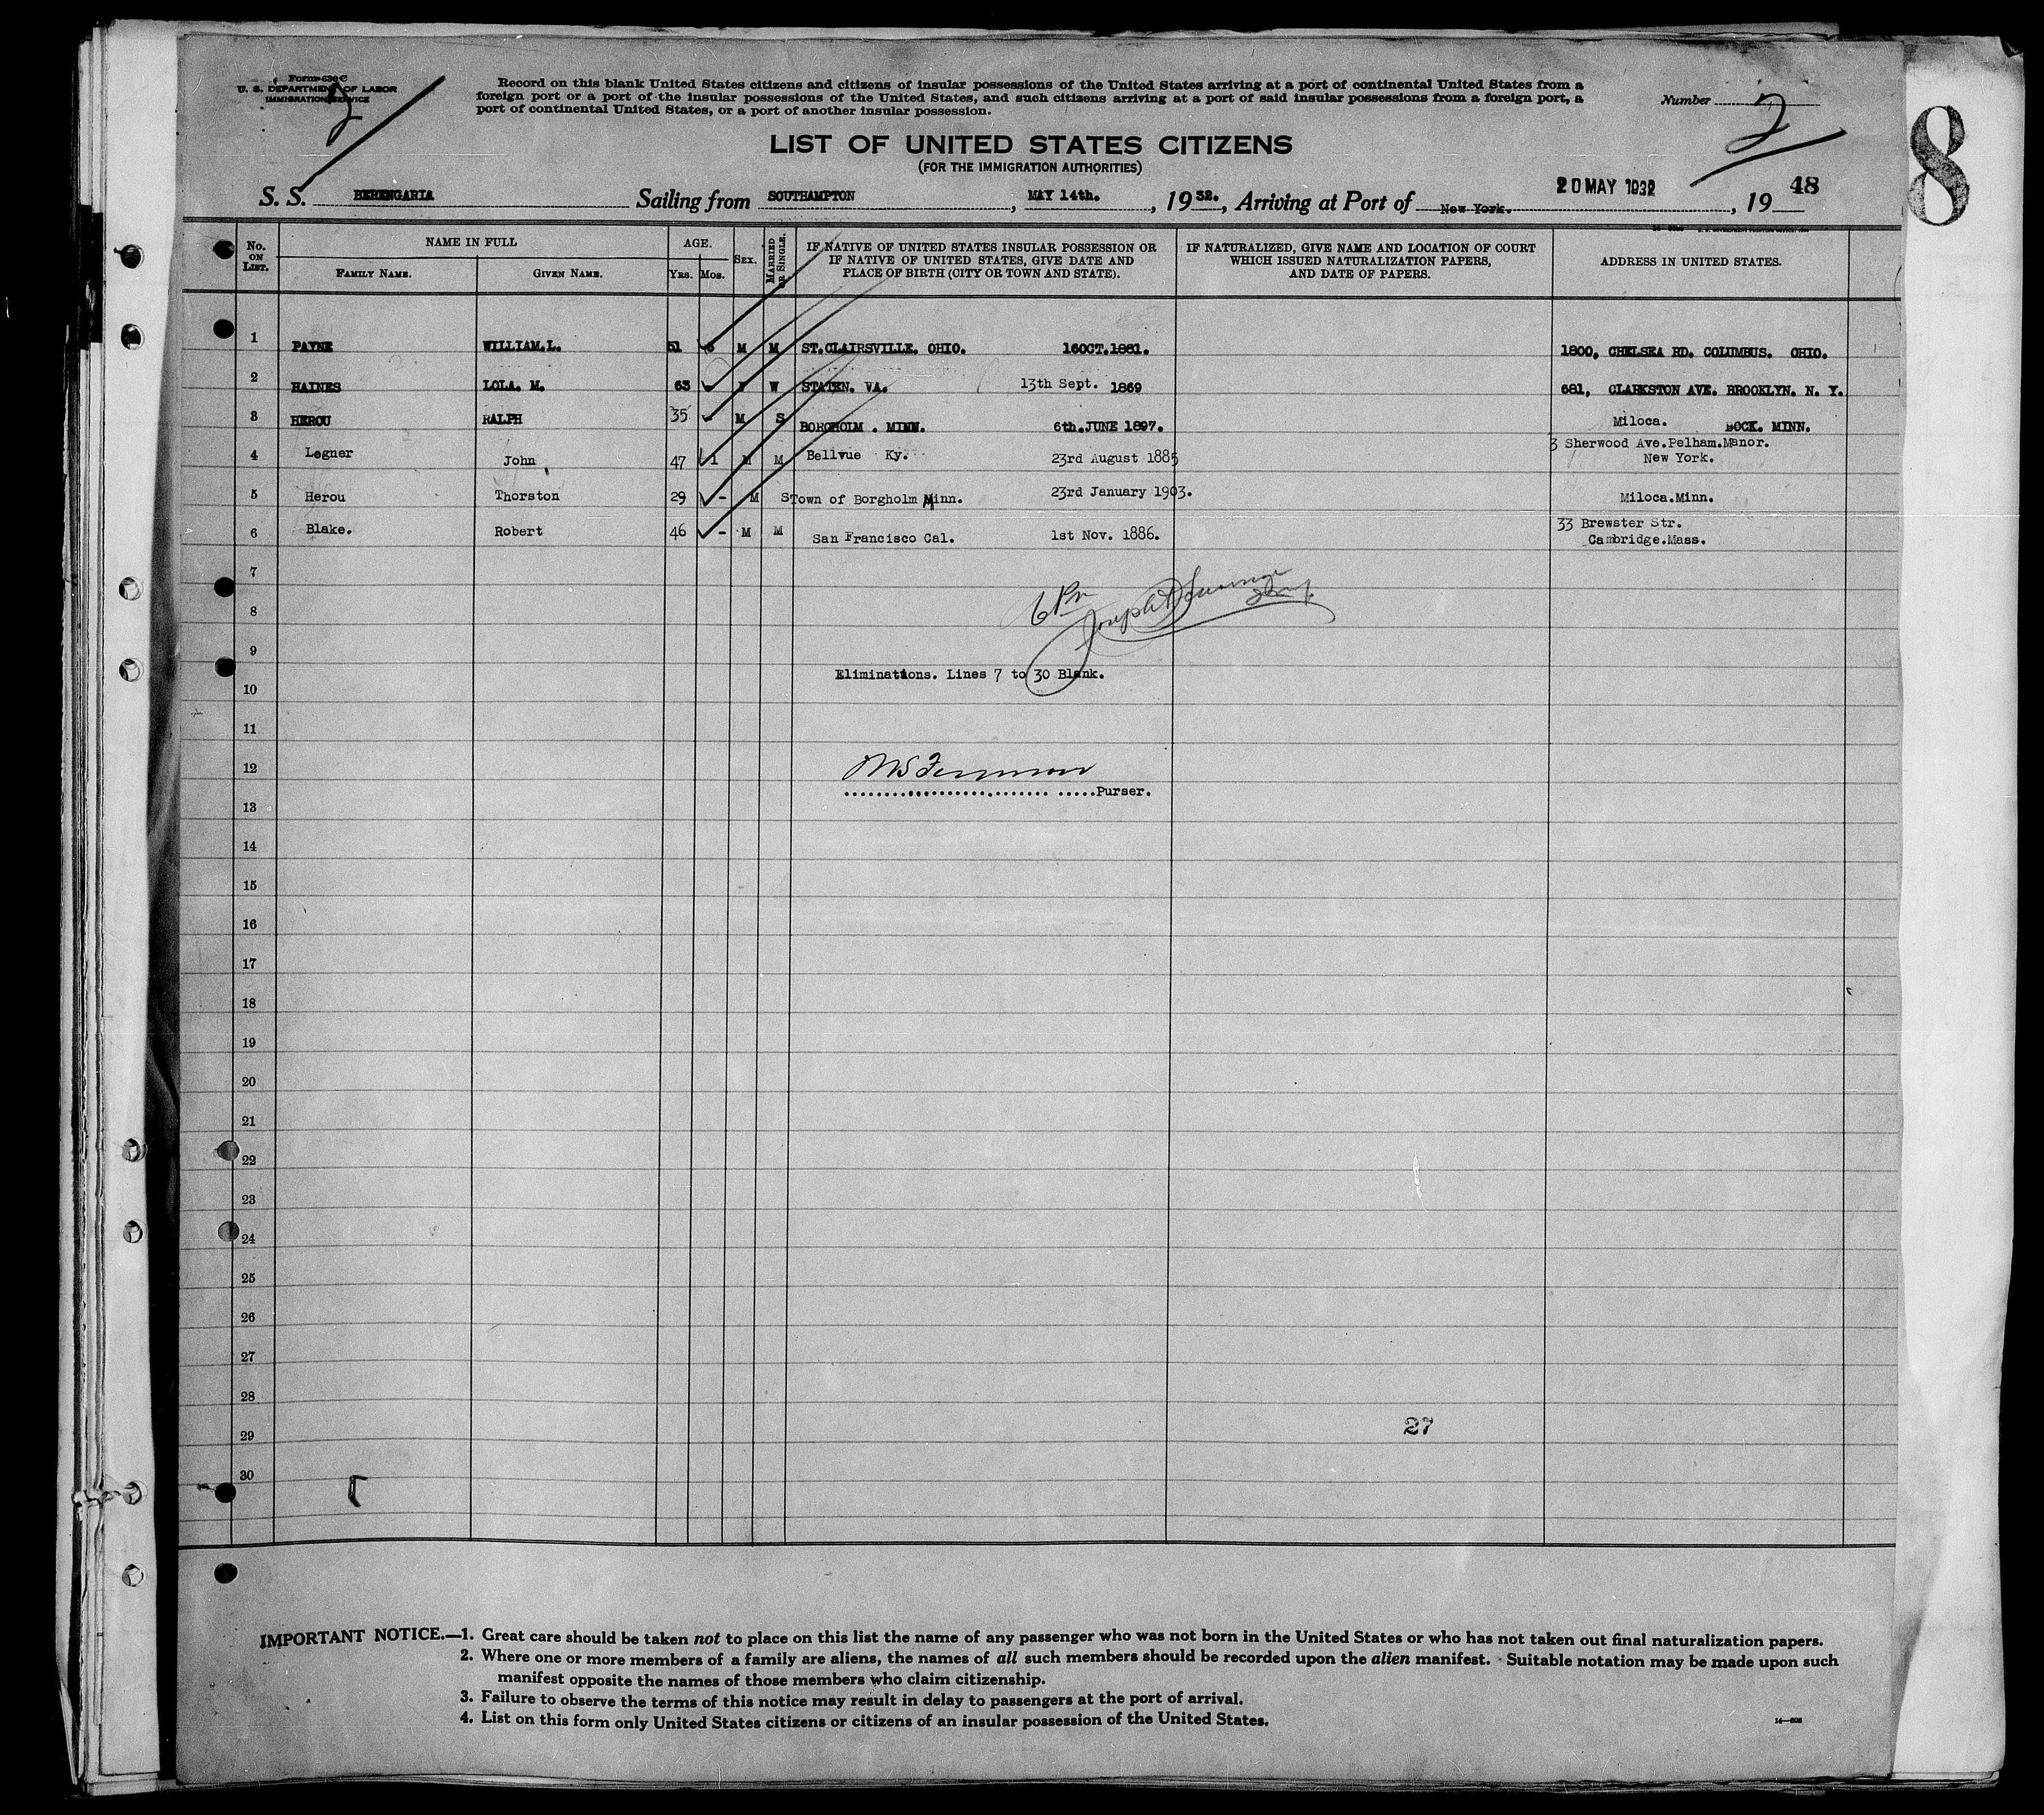 Form 630-C
U. S. DEPARTMENT OF LABOR
IMMIGRATION SERVICE
2
Record on this blank United States citizens and citizens of insular possessions of the United States arriving at a port of continental United States from a
foreign port or a port of the insular possessions of the United States, and such citizens arriving at a port of said insular possessions from a foreign port, a
port of continental United States, or a port of another insular possession.
Number 2
8
LIST OF UNITED STATES CITIZENS
(FOR THE IMMIGRATION AUTHORITIES)
S. S. BERENGARIA Sailing from SOUTHAMPTON, MAY 14th., 19 32., Arriving at Port of New York. 20 MAY 1932, 19 48
No. ON LIST. NAME IN FULL AGE. SEX. MARRIED OR SINGLE. IF NATIVE OF UNITED STATES INSULAR POSSESSION OR
IF NATIVE OF UNITED STATES, GIVE DATE AND
PLACE OF BIRTH (CITY OR TOWN AND STATE). IF NATURALIZED, GIVE NAME AND LOCATION OF COURT
WHICH ISSUED NATURALIZATION PAPERS,
AND DATE OF PAPERS. ADDRESS IN UNITED STATES.
FAMILY NAME. GIVEN NAME. YRS. MOS.
1 PAYNE WILLIAM.L. 51 6 M M ST.CLAIRSVILLE. OHIO. 16OCT.1881. 1800, CHELSEA RD. COLUMBUS. OHIO.
2 HAINES LOLA. M. 63 F W STATEN. VA. 13th Sept. 1869 681, CLARKSTON AVE. BROOKLYN. N. Y.
3 HEROU RALPH 35 M S BORGHOLM . MINN. 6th.JUNE 1897. Miloca. BOCK. MINN.
4 Legner John 47 1 M M Bellvue Ky. 23rd August 1885 3 Sherwood Ave.Pelham.Manor.
New York.
5 Herou Thorston 29 - M S Town of Borgholm Minn. 23rd January 1903. Miloca.Minn.
6 Blake. Robert 46 - M M San Francisco Cal. 1st Nov. 1886. 33 Brewster Str.
Cambridge.Mass.
7
8
9
Eliminations. Lines 7 to 30 Blank.
10
11
12
....................................Purser.
13
14
15
16
17
18
19
20
21
22
23
24
25
26
27
28
27
29
30
IMPORTANT NOTICE.—1. Great care should be taken not to place on this list the name of any passenger who was not born in the United States or who has not taken out final naturalization papers.
2. Where one or more members of a family are aliens, the names of all such members should be recorded upon the alien manifest. Suitable notation may be made upon such
manifest opposite the names of those members who claim citizenship.
3. Failure to observe the terms of this notice may result in delay to passengers at the port of arrival.
4. List on this form only United States citizens or citizens of an insular possession of the United States.